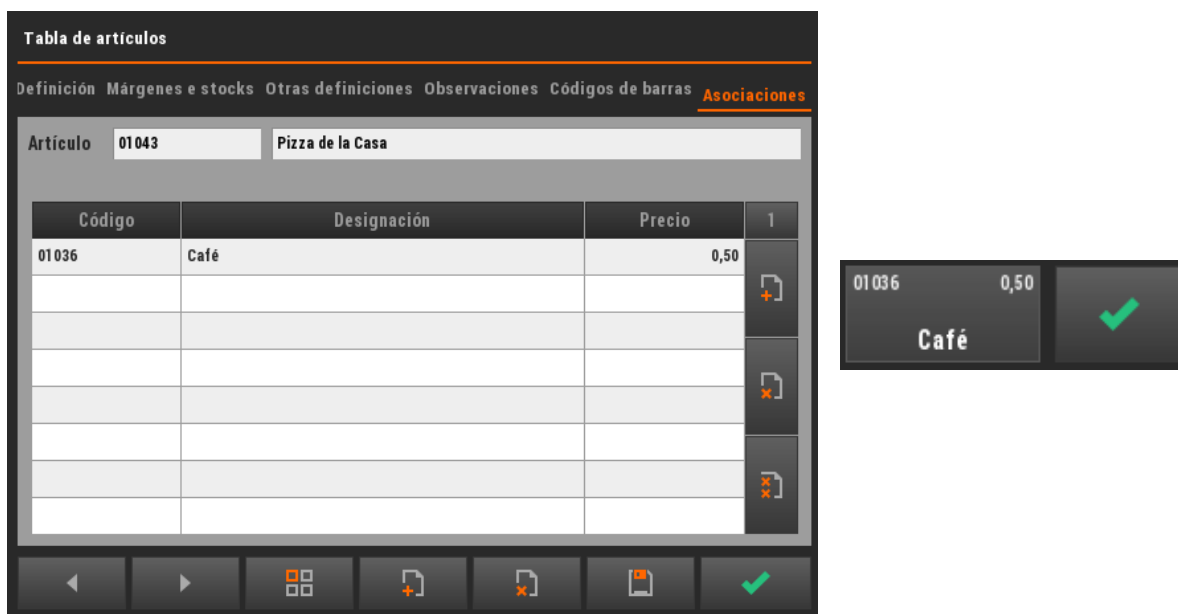 Tabla de artículos
Definición Márgenes e stocks Otras definiciones Observaciones Códigos de barras Asociaciones
Artículo 01043 Pizza de la Casa
Código Designación Precio 1
01036 Café 0,50
01036 0,50
Café